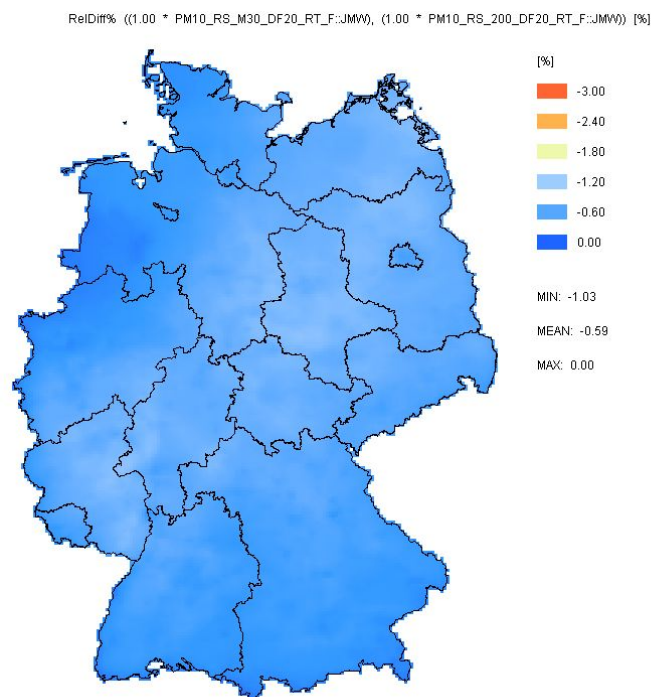 RelDiff% ((1.00 * PM10_RS_M30_DF20_RT_F::JMW), (1.00 * PM10_RS_200_DF20_RT_F::JMW)) [%]
[%]
-3.00
-2.40
-1.80
-1.20
-0.60
0.00
MIN: -1.03
MEAN: -0.59
MAX: 0.00